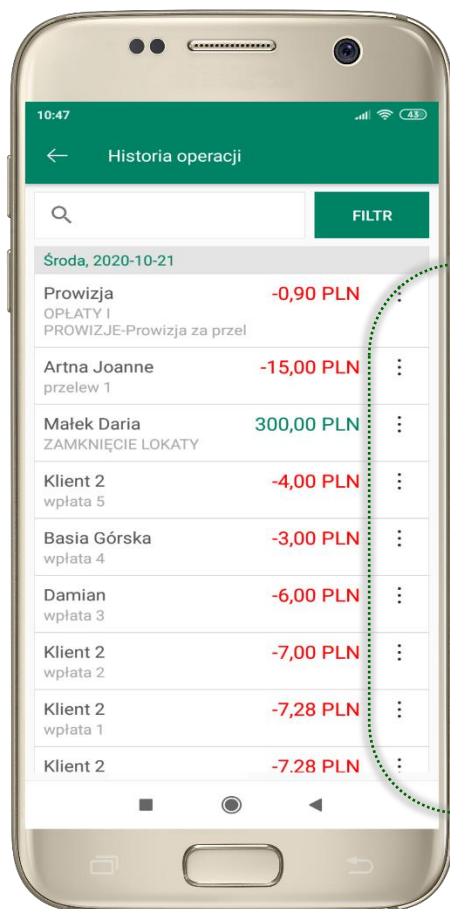 10:47
43
Historia operacji
FILTR
Środa, 2020-10-21
Prowizja -0,90 PLN
OPŁATY I
PROWIZJE-Prowizja za przel
Artna Joanne -15,00 PLN
przelew 1
Małek Daria 300,00 PLN
ZAMKNIĘCIE LOKATY
Klient 2 -4,00 PLN
wpłata 5
Basia Górska -3,00 PLN
wpłata 4
Damian -6,00 PLN
wpłata 3
Klient 2 -7,00 PLN
wpłata 2
Klient 2 -7,28 PLN
wpłata 1
Klient 2 -7,28 PLN